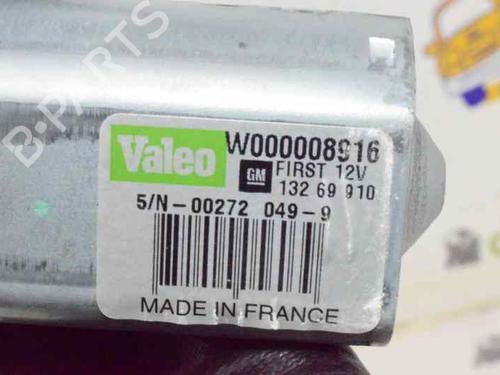 B-PARTS
Valeo
W000008916
GM
FIRST 12V
132 69 910
S/N-00272 049-9
MADE IN FRANCE